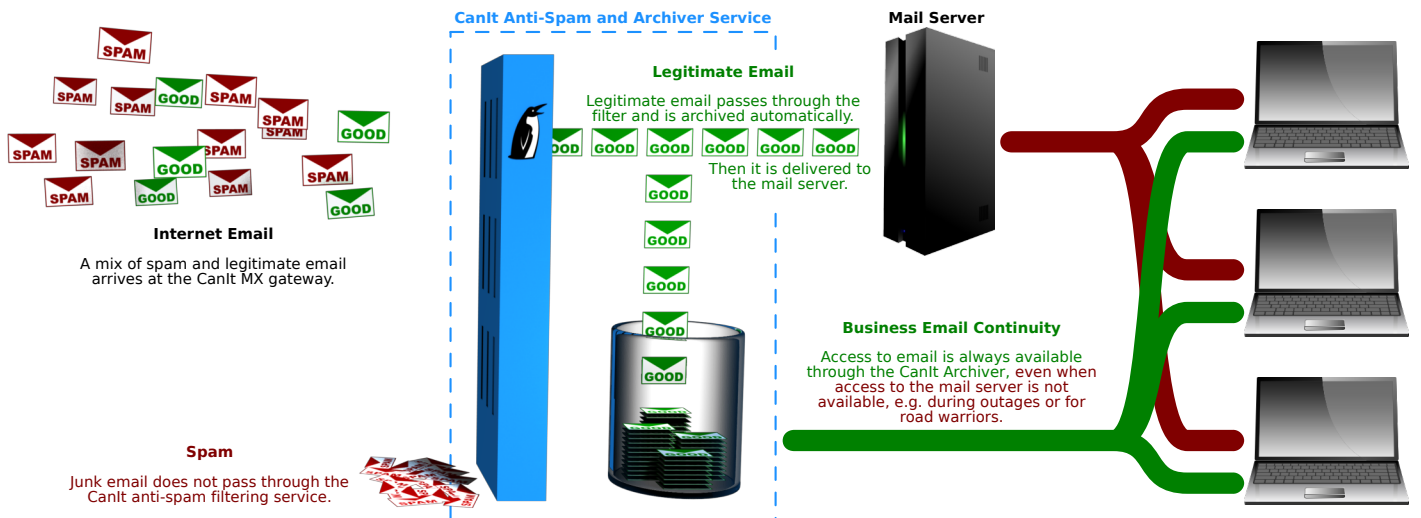 CanIt Anti-Spam and Archiver Service
Mail Server
SPAM
SPAM
SPAM
GOOD
SPAM
SPAM
SPAM
GOOD
SPAM
SPAM
SPAM
GOOD
SPAM
SPAM
GOOD
SPAM
GOOD
Internet Email
A mix of spam and legitimate email
arrives at the CanIt MX gateway.
Legitimate Email
Legitimate email passes through the
filter and is archived automatically.
GOOD
GOOD
GOOD
GOOD
GOOD
Then it is delivered to
the mail server.
GOOD
GOOD
GOOD
GOOD
GOOD
Business Email Continuity
Access to email is always available
through the CanIt Archiver, even when
access to the mail server is not
available, e.g. during outages or for
road warriors.
Spam
Junk email does not pass through the
CanIt anti-spam filtering service.
SPAM